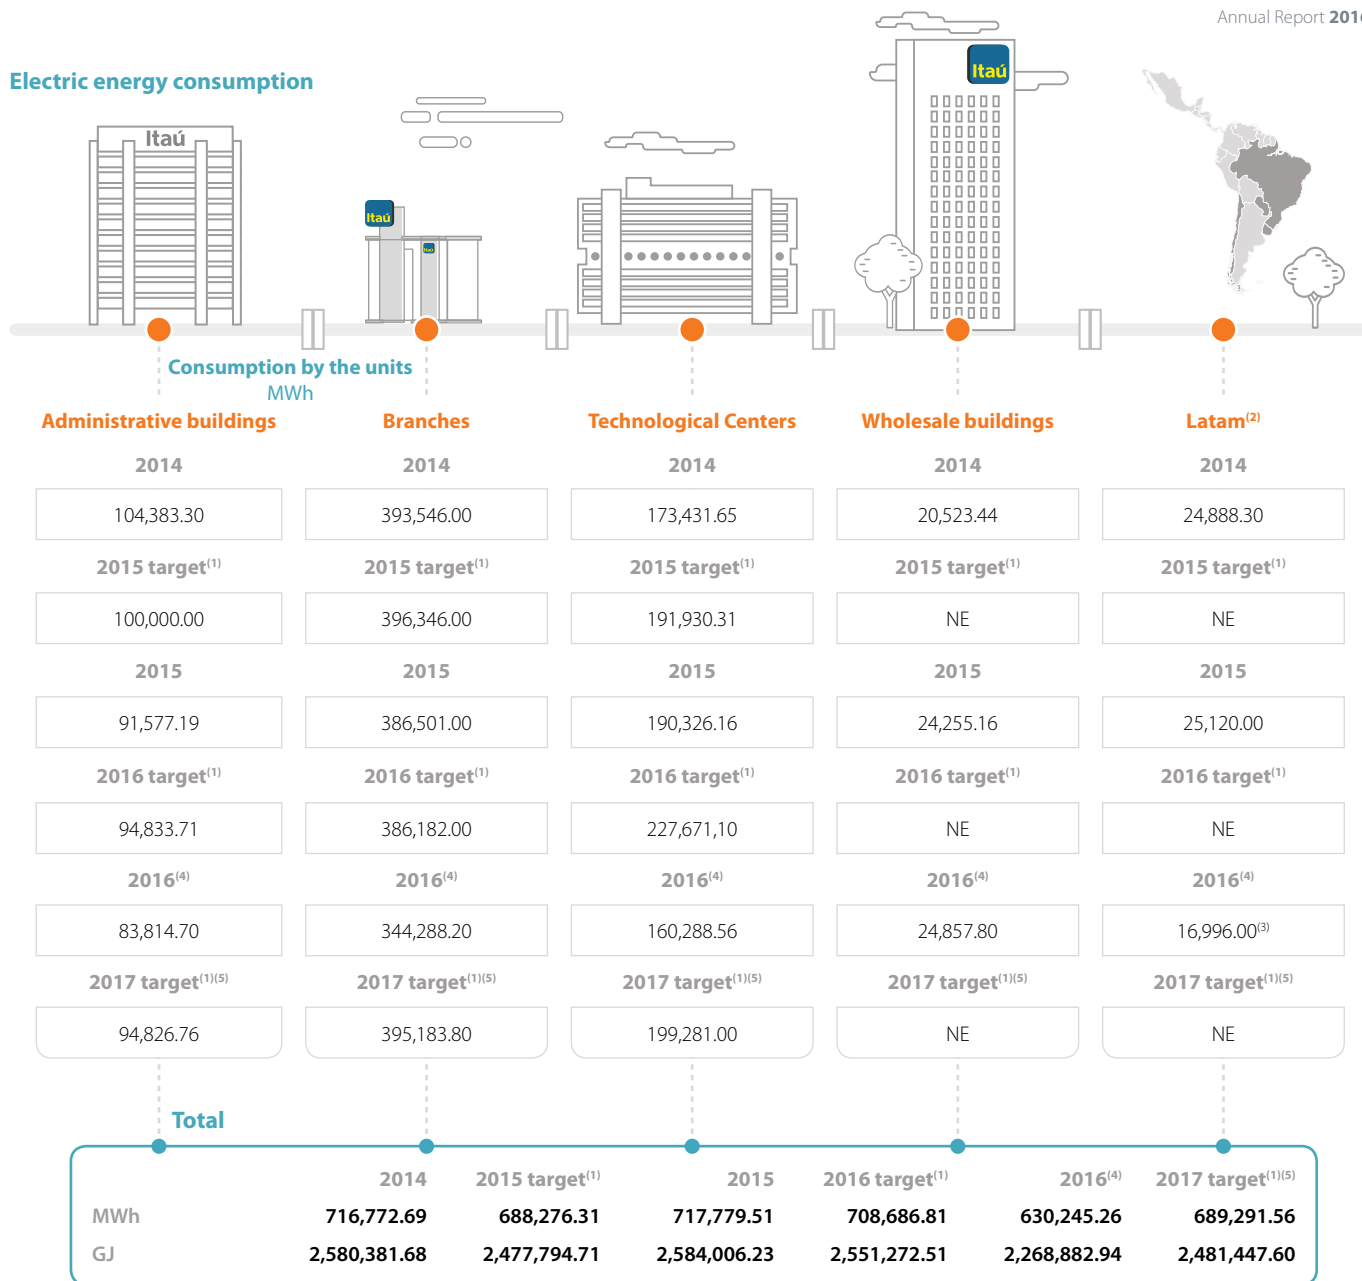 Annual Report 2016
Electric energy consumption
Itaú
Itaú
Itaú
Itaú
Consumption by the units
MWh
Administrative buildings Branches Technological Centers Wholesale buildings Latam(2)
2014 2014 2014 2014 2014
104,383.30 393,546.00 173,431.65 20,523.44 24,888.30
2015 target(1) 2015 target(1) 2015 target(1) 2015 target(1) 2015 target(1)
100,000.00 396,346.00 191,930.31 NE NE
2015 2015 2015 2015 2015
91,577.19 386,501.00 190,326.16 24,255.16 25,120.00
2016 target(1) 2016 target(1) 2016 target(1) 2016 target(1) 2016 target(1)
94,833.71 386,182.00 227,671,10 NE NE
2016(4) 2016(4) 2016(4) 2016(4) 2016(4)
83,814.70 344,288.20 160,288.56 24,857.80 16,996.00(3)
2017 target(1)(5) 2017 target(1)(5) 2017 target(1)(5) 2017 target(1)(5) 2017 target(1)(5)
94,826.76 395,183.80 199,281.00 NE NE
Total
2014 2015 target(1) 2015 2016 target(1) 2016(4) 2017 target(1)(5)
MWh 716,772.69 688,276.31 717,779.51 708,686.81 630,245.26 689,291.56
GJ 2,580,381.68 2,477,794.71 2,584,006.23 2,551,272.51 2,268,882.94 2,481,447.60